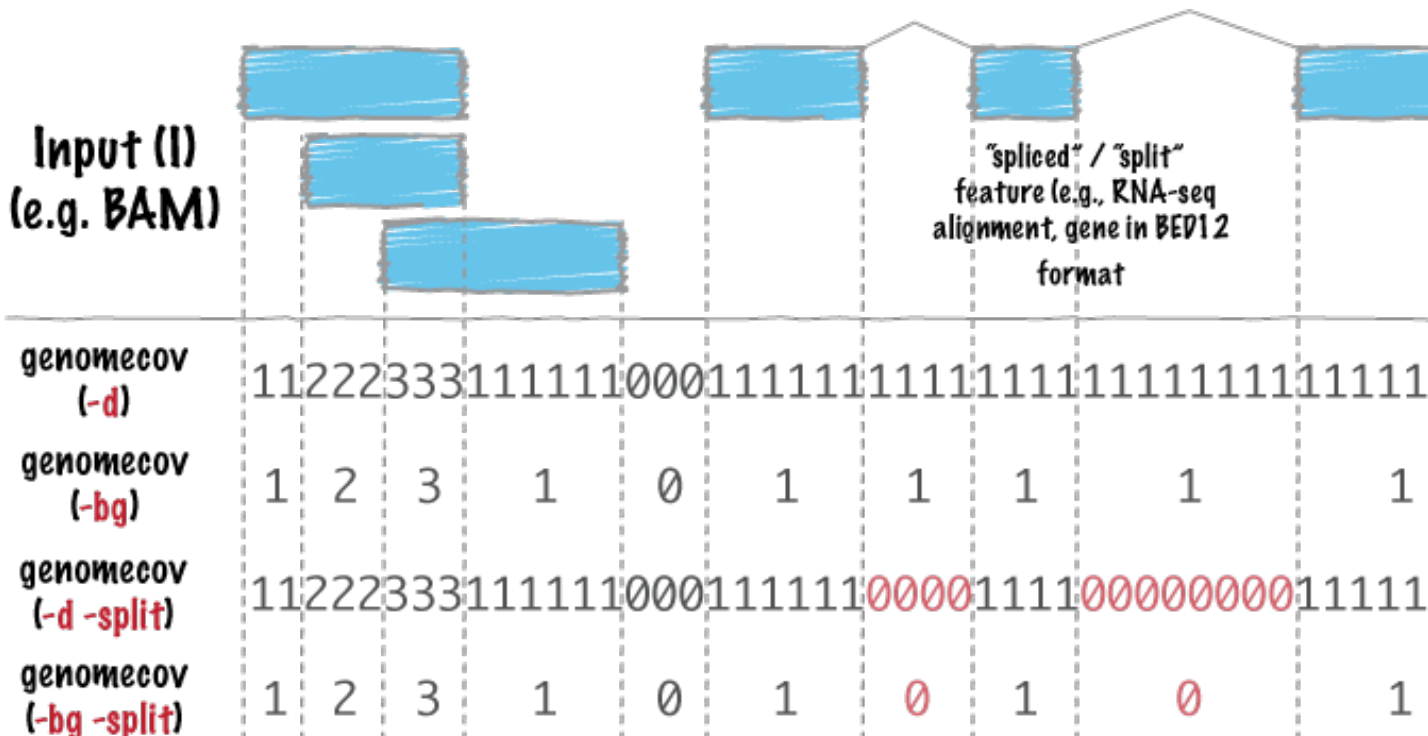 Input (I)
(e.g. BAM)
"spliced" / "split"
feature (e.g., RNA-seq
alignment, gene in BED12
format
genomecov
(-d)
11222333111111000111111111111111111111111111
genomecov
(-bg)
1 2 3 1 0 1 1 1 1 1
genomecov
(-d -split)
11222333111111000111111000011110000000011111
genomecov
(-bg -split)
1 2 3 1 0 1 0 1 0 1